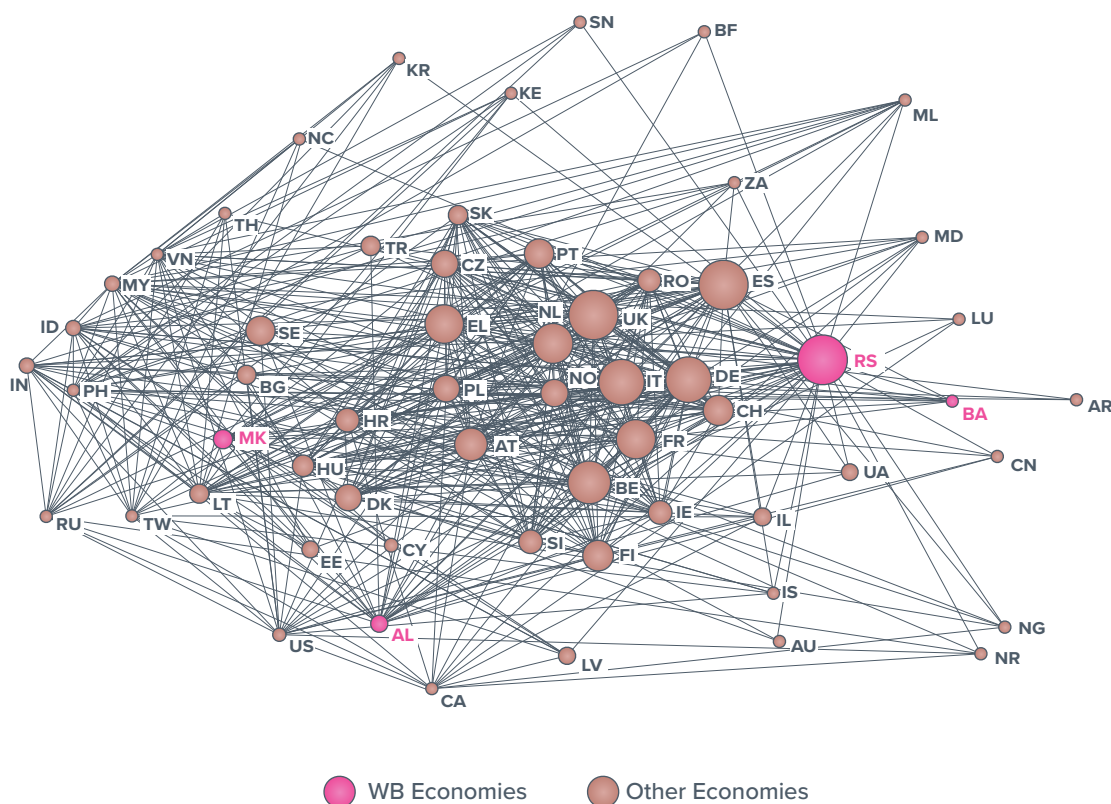 SN
BF
KR
KE
ML
NC
ZA
SK
TH
MD
TR
PT
VN
CZ
RO
ES
MY
NL
UK
LU
ID
SE
EL
RS
IN
PH
BG
PL
NO
IT
DE
CH
BA
AR
HR
MK
AT
FR
HU
CN
UA
LT
DK
BE
IE
IL
RU
TW
EE
CY
SI
FI
IS
US
AL
AU
NG
NR
LV
CA
WB Economies
Other Economies